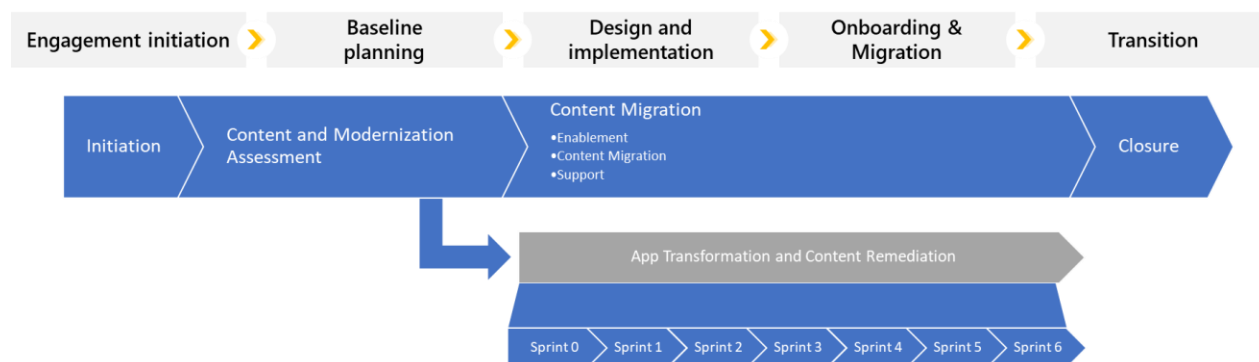 Engagement initiation
Baseline
planning
Design and
implementation
Onboarding &
Migration
Transition
Initiation
Content and Modernization
Assessment
Content Migration
•Enablement
•Content Migration
•Support
Closure
App Transformation and Content Remediation
Sprint 0
Sprint 1
Sprint 2
Sprint 3
Sprint 4
Sprint 5
Sprint 6